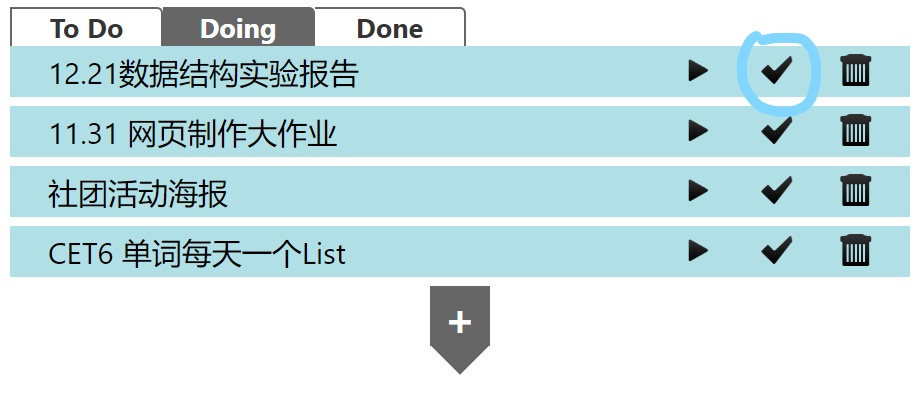 To Do Doing Done
12.21数据结构实验报告
11.31 网页制作大作业
社团活动海报
CET6 单词每天一个List
+